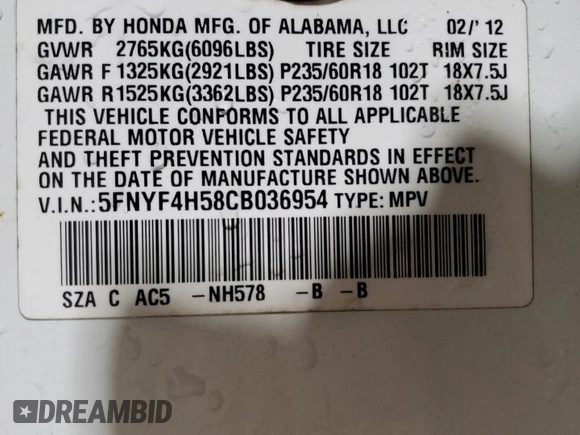 MFD. BY HONDA MFG. OF ALABAMA, LLC 02/'12
GVWR 2765KG(6096LBS) TIRE SIZE RIM SIZE
GAWR F 1325KG(2921LBS) P235/60R18 102T 18X7.5J
GAWR R 1525KG(3362LBS) P235/60R18 102T 18X7.5J
THIS VEHICLE CONFORMS TO ALL APPLICABLE
FEDERAL MOTOR VEHICLE SAFETY
AND THEFT PREVENTION STANDARDS IN EFFECT
ON THE DATE OF MANUFACTURE SHOWN ABOVE.
V.I.N.: 5FNYF4H58CB036954 TYPE: MPV
SZA C AC5 -NH578 -B -B
DREAMBID